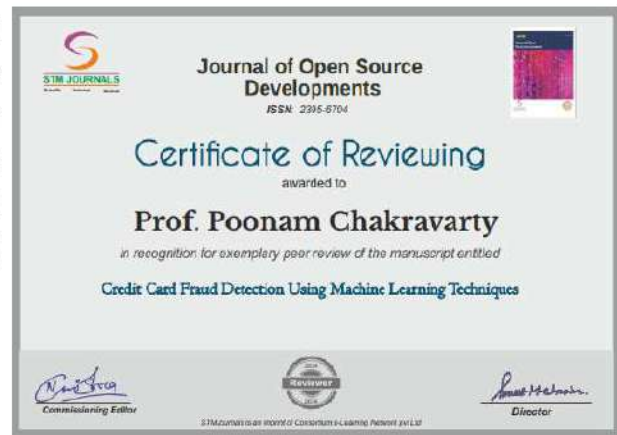 STM JOURNALS
Journal of Open Source
Developments
ISSN: 2395-6704
Certificate of Reviewing
awarded to
Prof. Poonam Chakravarty
in recognition for exemplary peer review of the manuscript entitled
Credit Card Fraud Detection Using Machine Learning Techniques
Commissioning Editor
Reviewer
Director
STM Journals is an imprint of Consortium e-Learning Network pvt Ltd